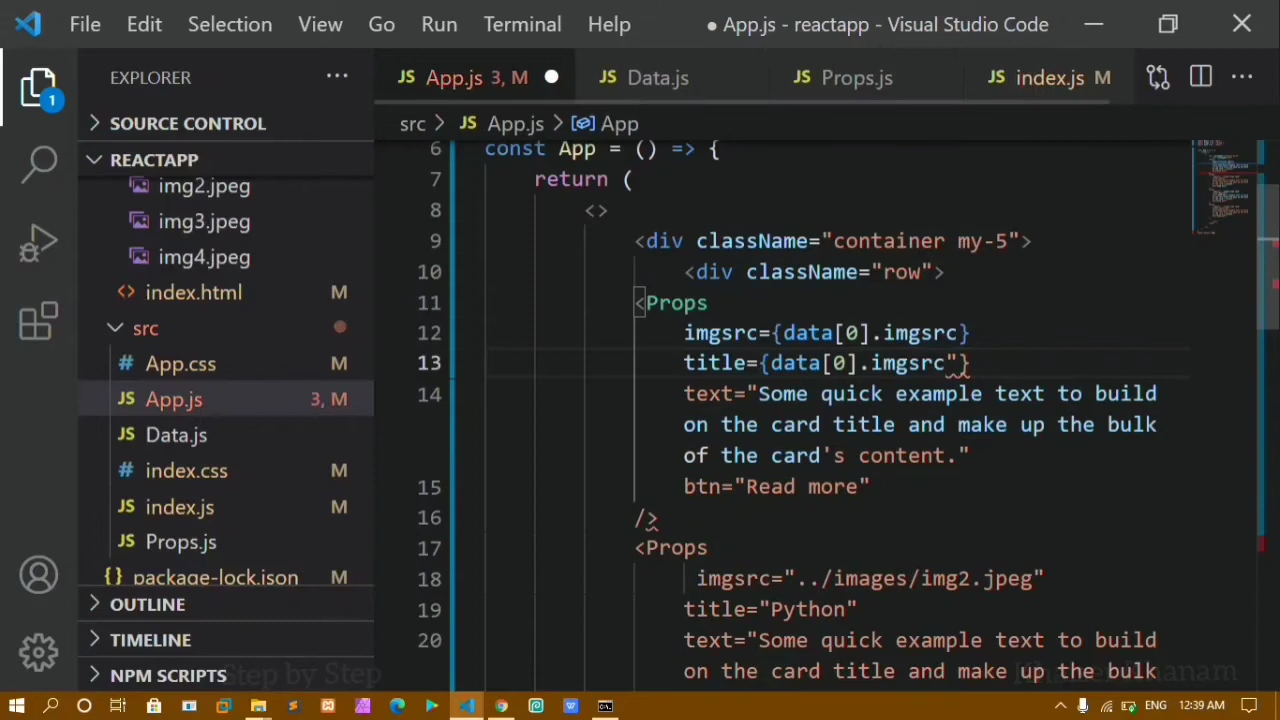 File Edit Selection View Go Run Terminal Help ● App.js - reactapp - Visual Studio Code
EXPLORER ···
JS App.js 3, M ● JS Data.js JS Props.js JS index.js M ···
1
SOURCE CONTROL
src > JS App.js > App
REACTAPP
img2.jpeg
img3.jpeg
img4.jpeg
<> index.html M
src
# App.css M
JS App.js 3, M
JS Data.js
# index.css M
JS index.js M
JS Props.js
{} package-lock.json M
OUTLINE
TIMELINE
NPM SCRIPTS
6 const App = () => {
7 return (
8 <>
9 <div className="container my-5">
10 <div className="row">
11 <Props
12 imgsrc={data[0].imgsrc}
13 title={data[0].imgsrc"}
14 text="Some quick example text to build
on the card title and make up the bulk
of the card's content."
15 btn="Read more"
16 />
17 <Props
18 imgsrc="../images/img2.jpeg"
19 title="Python"
20 text="Some quick example text to build
on the card title and make up the bulk
Step by Step
Khanam
ENG 12:39 AM